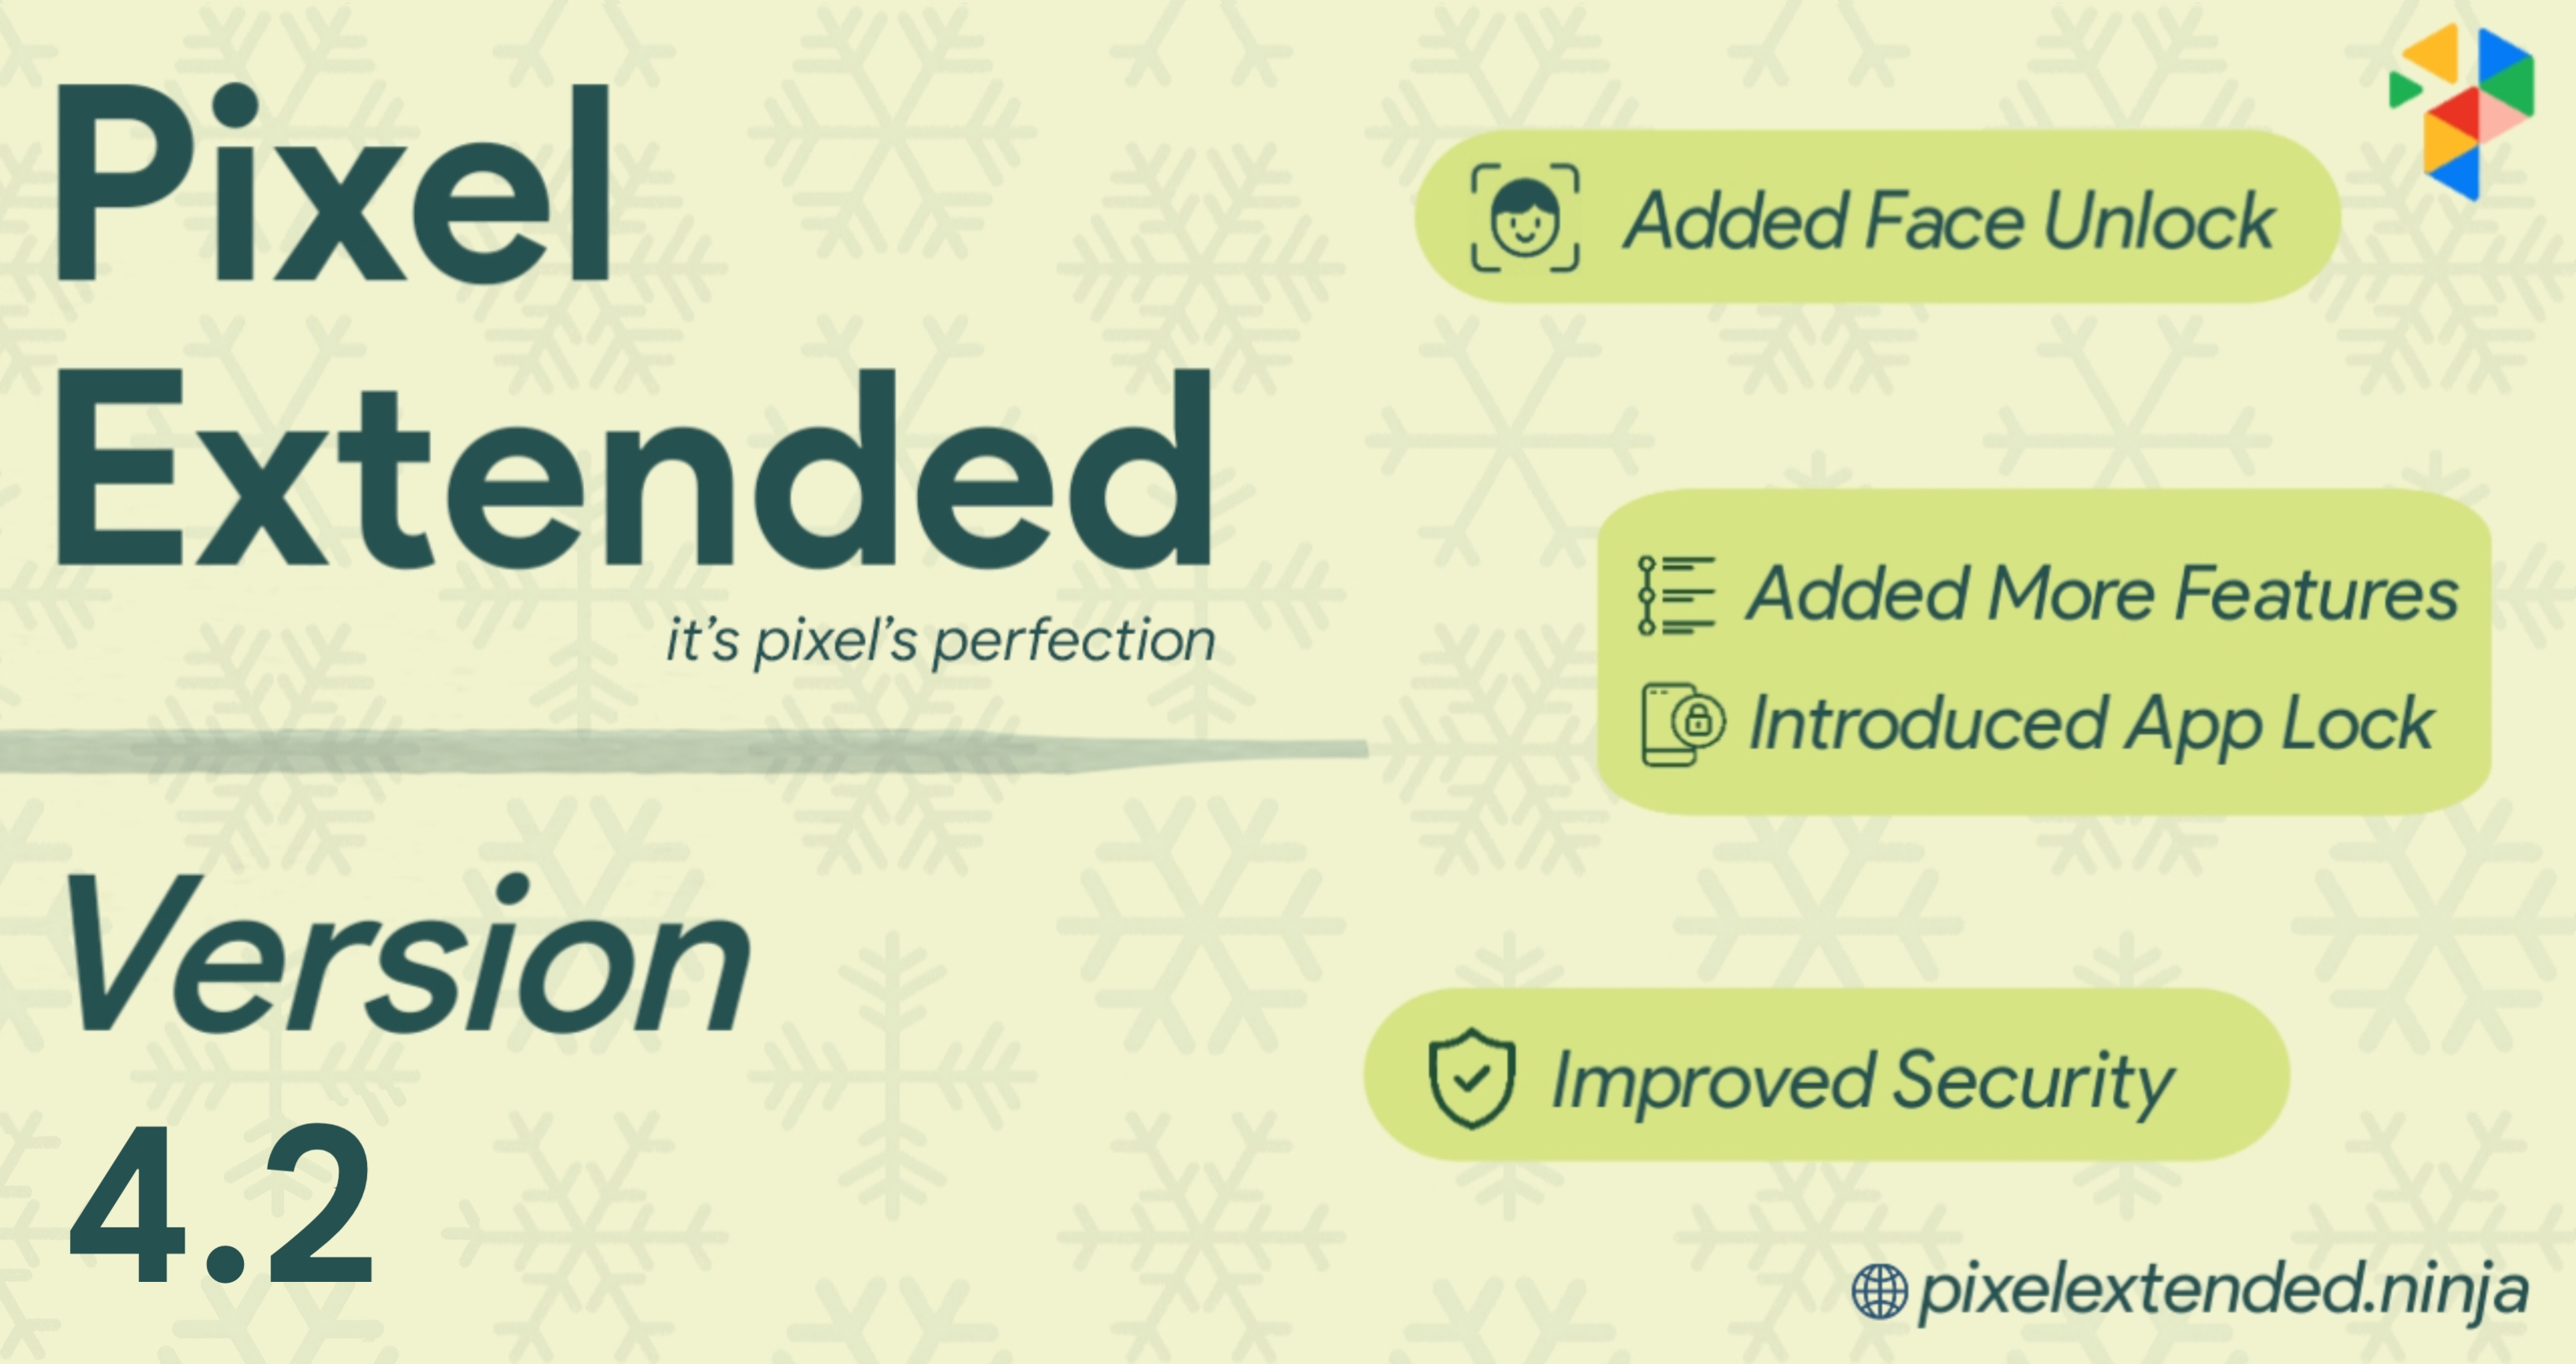 Pixel
Extended
it’s pixel’s perfection
Version
4.2
Added Face Unlock
Added More Features
Introduced App Lock
Improved Security
pixelextended.ninja